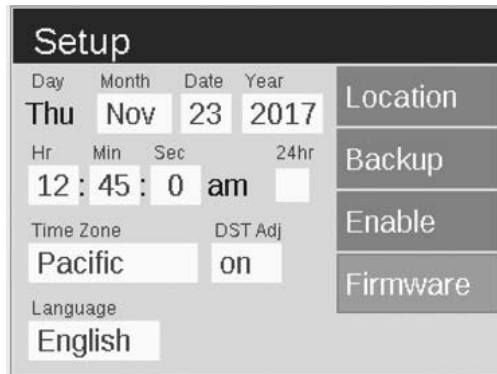 Setup
Day Month Date Year
Thu Nov 23 2017
Hr Min Sec 24hr
12 : 45 : 0 am
Time Zone DST Adj
Pacific on
Language
English
Location
Backup
Enable
Firmware